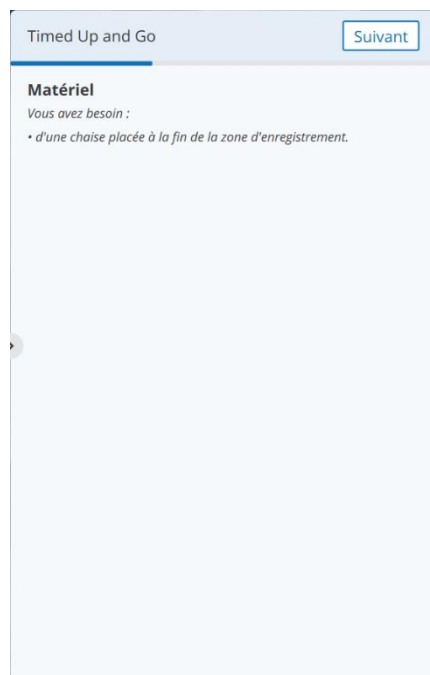 Timed Up and Go
Suivant
Matériel
Vous avez besoin :
• d'une chaise placée à la fin de la zone d'enregistrement.